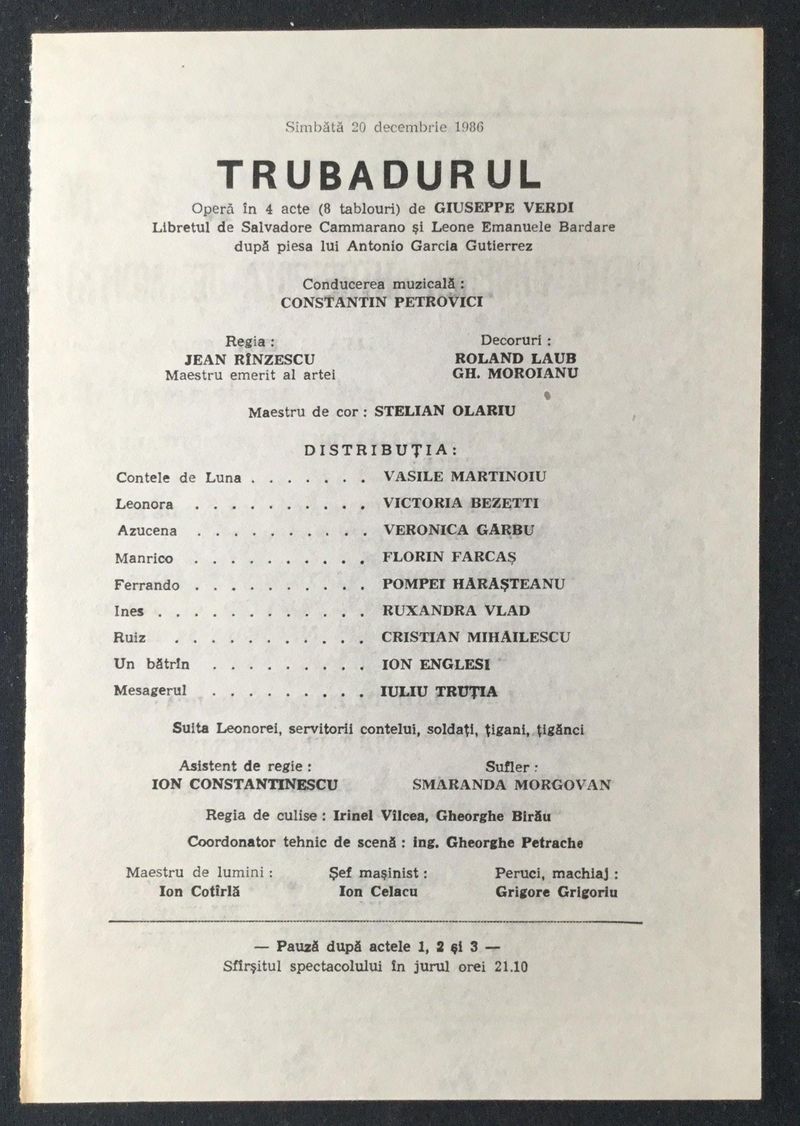 Sîmbătă 20 decembrie 1986
TRUBADURUL
Operă în 4 acte (8 tablouri) de GIUSEPPE VERDI
Libretul de Salvadore Cammarano și Leone Emanuele Bardare
după piesa lui Antonio Garcia Gutierrez
Conducerea muzicală :
CONSTANTIN PETROVICI
Regia :
JEAN RÎNZESCU
Maestru emerit al artei
Decoruri :
ROLAND LAUB
GH. MOROIANU
Maestru de cor : STELIAN OLARIU
DISTRIBUȚIA:
Contele de Luna . . . . . . . VASILE MARTINOIU
Leonora . . . . . . . . . . VICTORIA BEZETTI
Azucena . . . . . . . . . . VERONICA GARBU
Manrico . . . . . . . . . . FLORIN FARCAȘ
Ferrando . . . . . . . . . . POMPEI HARAȘTEANU
Ines . . . . . . . . . . . . RUXANDRA VLAD
Ruiz . . . . . . . . . . . CRISTIAN MIHAILESCU
Un bătrîn . . . . . . . . . ION ENGLESI
Mesagerul . . . . . . . . . IULIU TRUȚIA
Suita Leonorei, servitorii contelui, soldați, țigani, țigănci
Asistent de regie :
ION CONSTANTINESCU
Sufler :
SMARANDA MORGOVAN
Regia de culise : Irinel Vîlcea, Gheorghe Birău
Coordonator tehnic de scenă : ing. Gheorghe Petrache
Maestru de lumini :
Ion Cotîrlă
Șef mașinist :
Ion Celacu
Peruci, machiaj :
Grigore Grigoriu
— Pauză după actele 1, 2 și 3 —
Sfîrșitul spectacolului în jurul orei 21.10